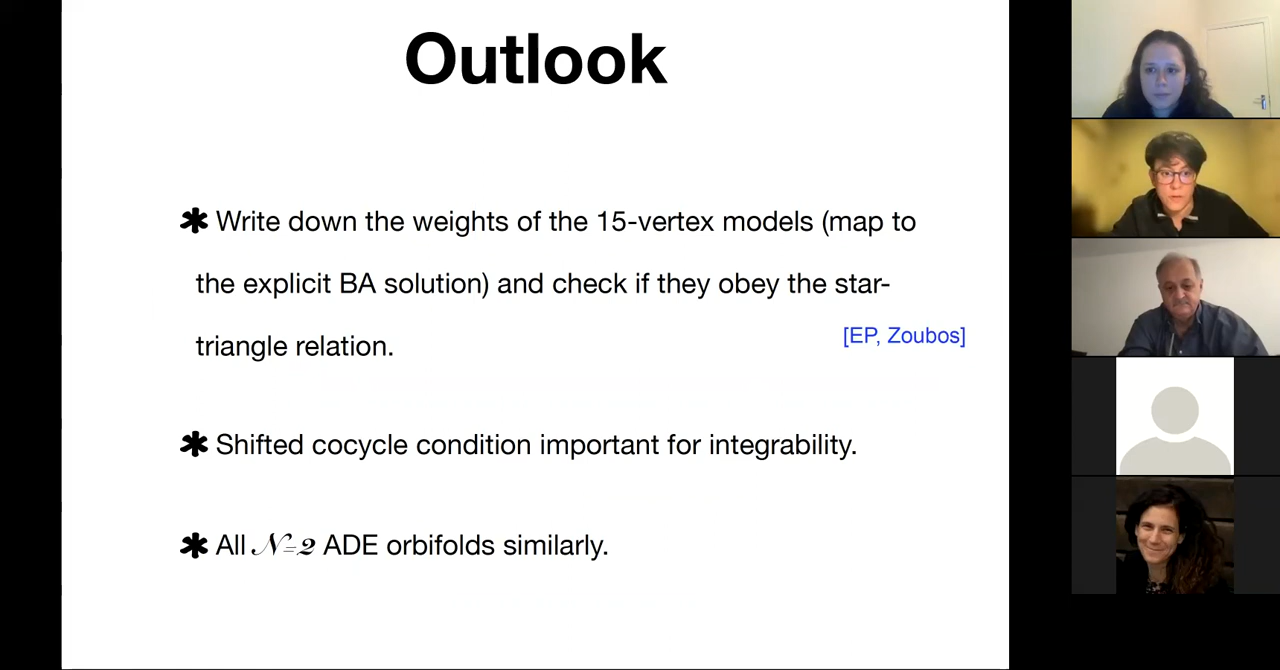 Outlook
✱ Write down the weights of the 15-vertex models (map to
the explicit BA solution) and check if they obey the star-
triangle relation.
[EP, Zoubos]
✱ Shifted cocycle condition important for integrability.
✱ All 𝒩=2 ADE orbifolds similarly.